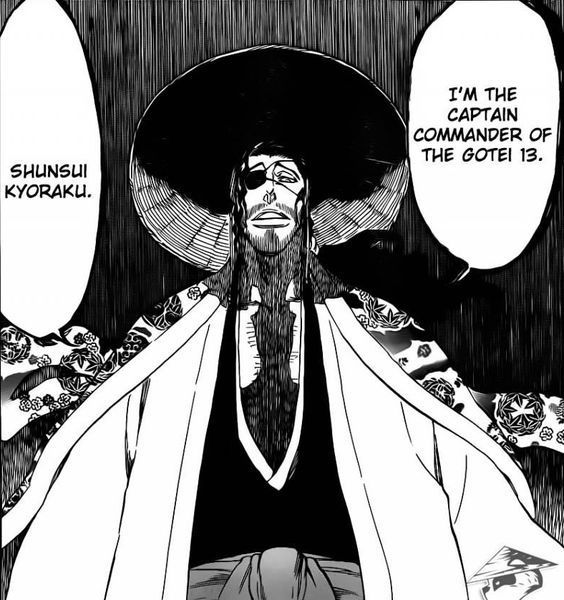 I'M THE
CAPTAIN
COMMANDER OF
THE GOTEI 13.
SHUNSUI
KYORAKU.